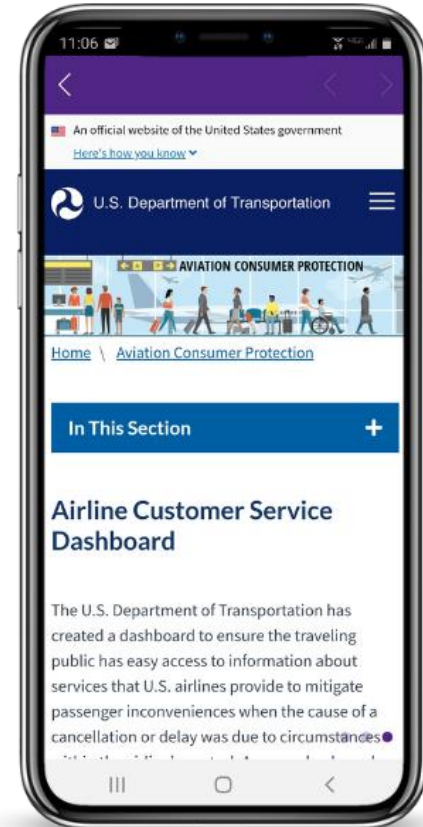 11:06
An official website of the United States government
Here's how you know
U.S. Department of Transportation
AVIATION CONSUMER PROTECTION
Home \ Aviation Consumer Protection
In This Section +
Airline Customer Service
Dashboard
The U.S. Department of Transportation has
created a dashboard to ensure the traveling
public has easy access to information about
services that U.S. airlines provide to mitigate
passenger inconveniences when the cause of a
cancellation or delay was due to circumstances